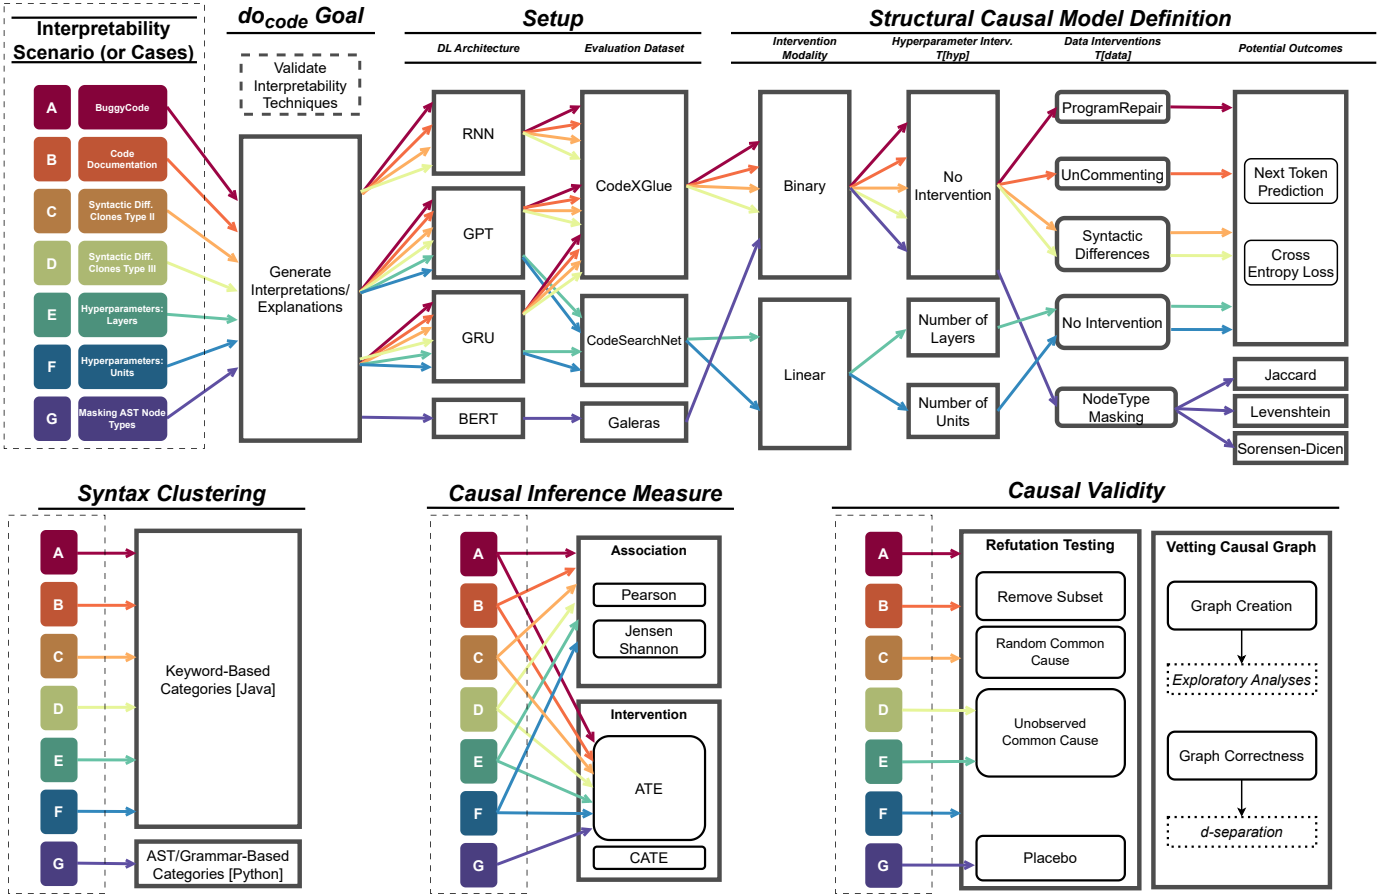 Interpretability
Scenario (or Cases)
A
BuggyCode
B
Code
Documentation
C
Syntactic Diff.
Clones Type II
D
Syntactic Diff.
Clones Type III
E
Hyperparameters:
Layers
F
Hyperparameters:
Units
G
Masking AST Node
Types
docode Goal
Validate
Interpretability
Techniques
Generate
Interpretations/
Explanations
Setup
DL Architecture
RNN
GPT
GRU
BERT
Evaluation Dataset
CodeXGlue
CodeSearchNet
Galeras
Structural Causal Model Definition
Intervention
Modality
Binary
Linear
Hyperparameter Interv.
T[hyp]
No
Intervention
Number of
Layers
Number of
Units
Data Interventions
T[data]
ProgramRepair
UnCommenting
Syntactic
Differences
No Intervention
NodeType
Masking
Potential Outcomes
Next Token
Prediction
Cross
Entropy Loss
Jaccard
Levenshtein
Sorensen-Dicen
Syntax Clustering
A
B
C
D
E
F
G
Keyword-Based
Categories [Java]
AST/Grammar-Based
Categories [Python]
Causal Inference Measure
A
B
C
D
E
F
G
Association
Pearson
Jensen
Shannon
Intervention
ATE
CATE
Causal Validity
A
B
C
D
E
F
G
Refutation Testing
Remove Subset
Random Common
Cause
Unobserved
Common Cause
Placebo
Vetting Causal Graph
Graph Creation
Exploratory Analyses
Graph Correctness
d-separation